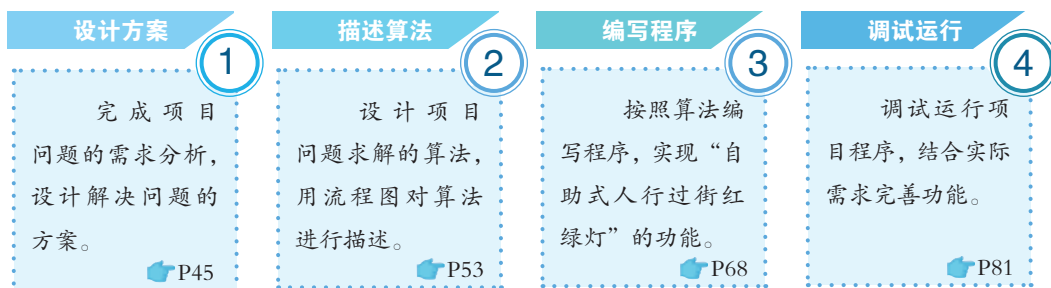 设计方案
1
完成项目
问题的需求分析，
设计解决问题的
方案。
P45
描述算法
2
设计项目
问题求解的算法，
用流程图对算法
进行描述。
P53
编写程序
3
按照算法编
写程序，实现“自
助式人行过街红
绿灯”的功能。
P68
调试运行
4
调试运行项
目程序，结合实际
需求完善功能。
P81